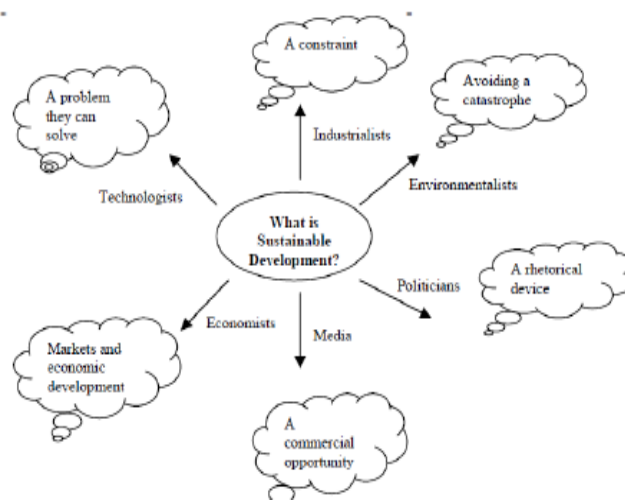 A constraint
Avoiding a
catastrophe
A problem
they can
solve
Industrialists
Environmentalists
Technologists
What is
Sustainable
Development?
Politicians
A rhetorical
device
Economists
Media
Markets and
economic
development
A
commercial
opportunity